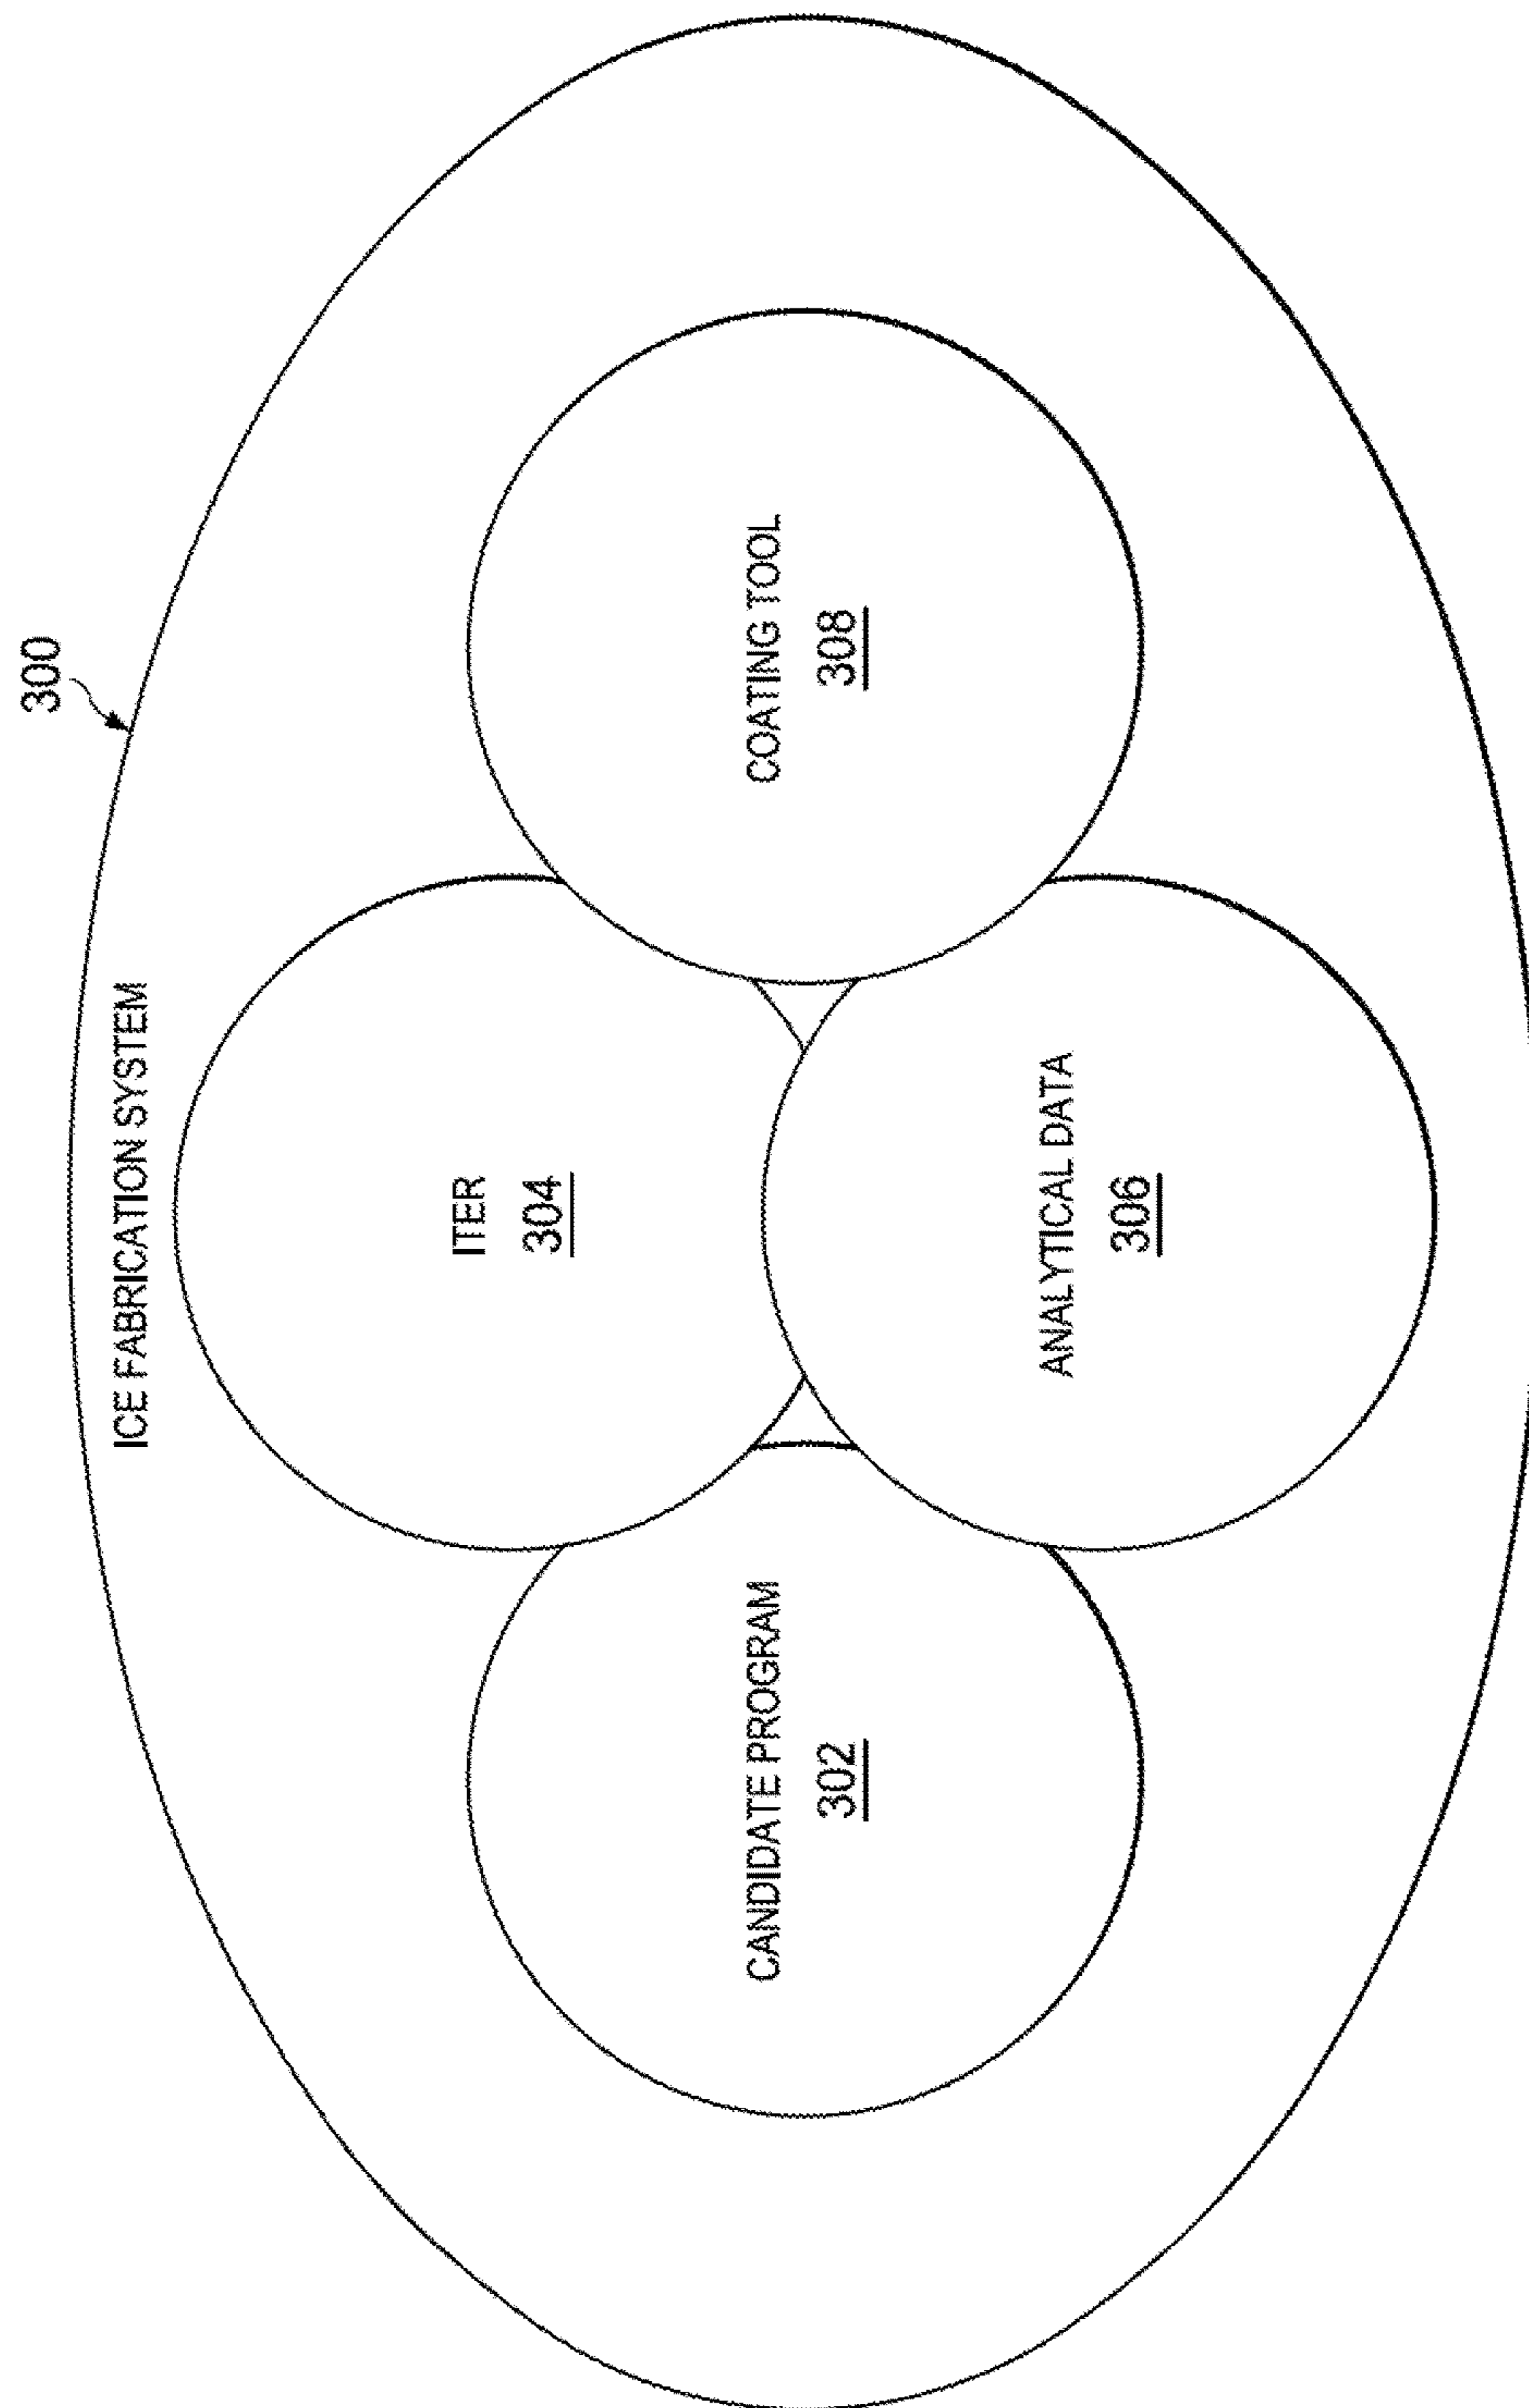 300
ICE FABRICATION SYSTEM
ITER
304
CANDIDATE PROGRAM
302
COATING TOOL
308
ANALYTICAL DATA
306